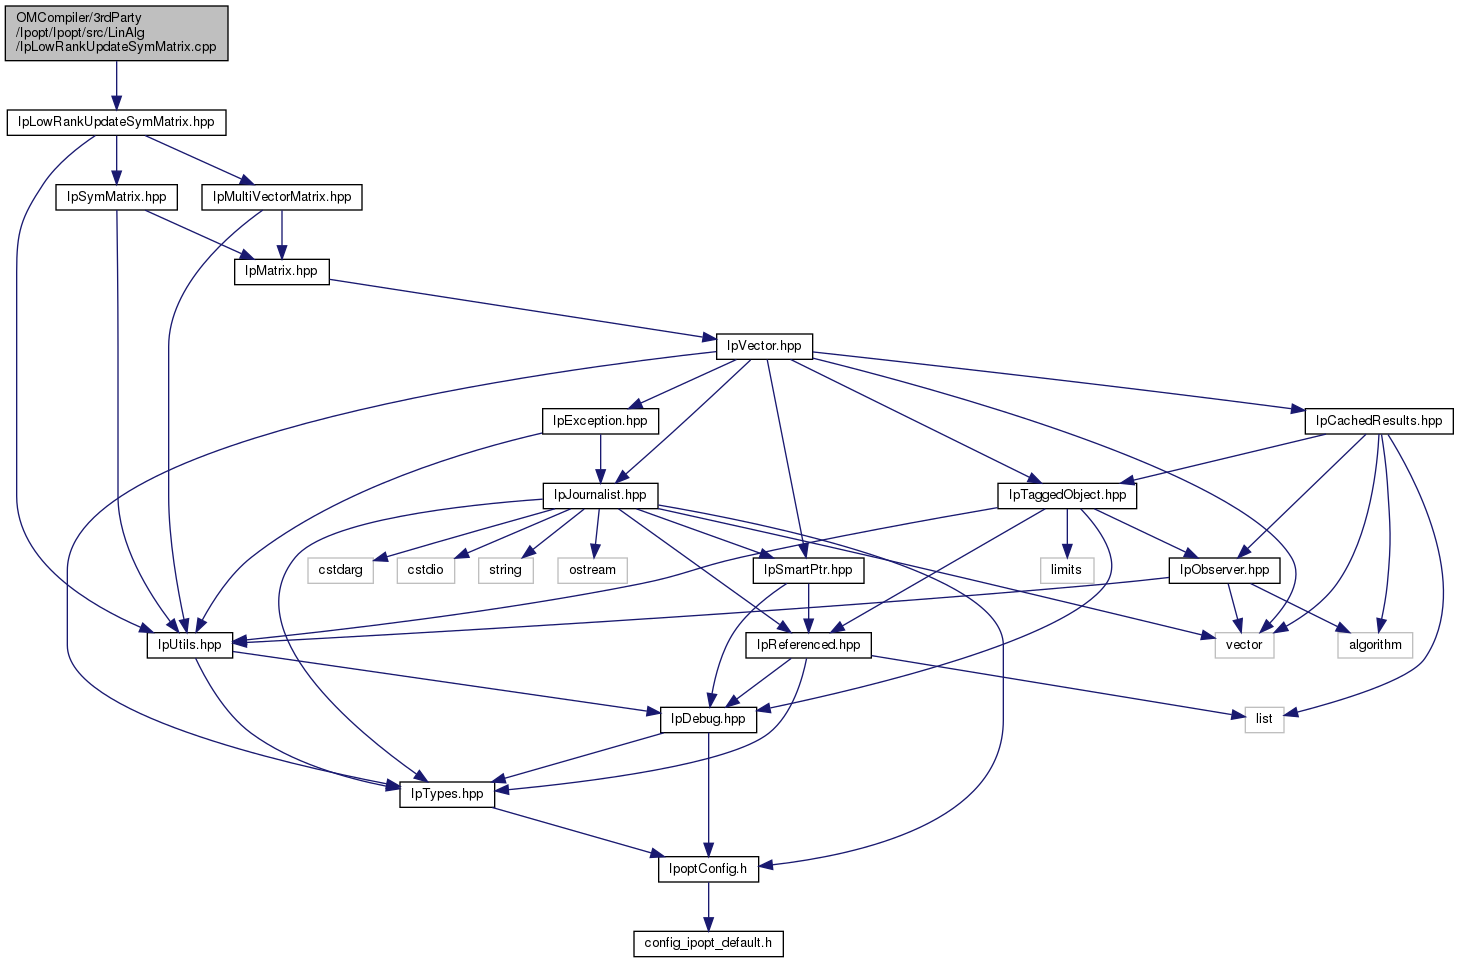 OMCompiler/3rdParty
/Ipopt/Ipopt/src/LinAlg
/IpLowRankUpdateSymMatrix.cpp
IpLowRankUpdateSymMatrix.hpp
IpSymMatrix.hpp
IpMultiVectorMatrix.hpp
IpMatrix.hpp
IpVector.hpp
IpException.hpp
IpCachedResults.hpp
IpJournalist.hpp
IpTaggedObject.hpp
cstdarg
cstdio
string
ostream
IpSmartPtr.hpp
limits
IpObserver.hpp
IpUtils.hpp
IpReferenced.hpp
vector
algorithm
IpDebug.hpp
list
IpTypes.hpp
IpoptConfig.h
config_ipopt_default.h